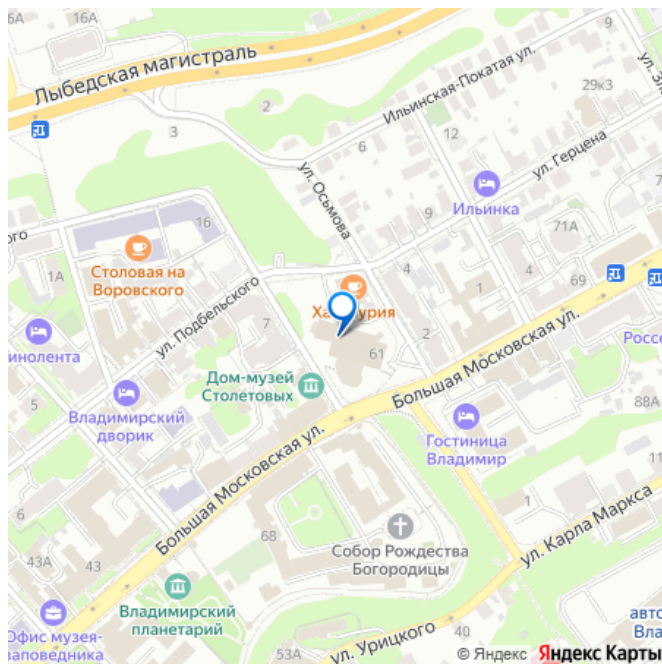 16А
14
Лыбедская магистраль
9
Ильинская-Покатая ул.
29к3
2
3
6
12
ул. Герцена
ул. Осьмова
Ильинка
16
9
71А
4
4
69
1А
Столовая на
Воровского
ул. Подбельского
7
2
61
Большая Московская ул.
Дом-музей
Столетовых
88А
5
Владимирский
дворик
Гостиница
Владимир
Большая Московская ул.
6
68
1
11
ул. Карла Маркса
Собор Рождества
Богородицы
43А
43
Владимирский
планетарий
Офис музея-
заповедника
53А
ул. Урицкого
40
© Яндекс Яндекс Карты